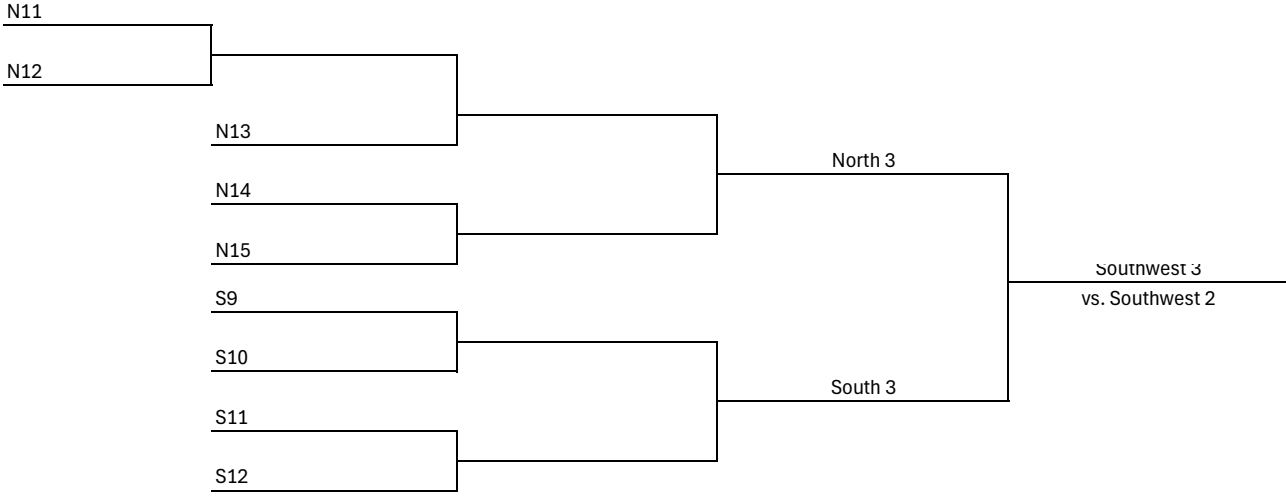 N11
N12
N13
N14
North 3
N15
Southwest 3
S9
vs. Southwest 2
S10
South 3
S11
S12